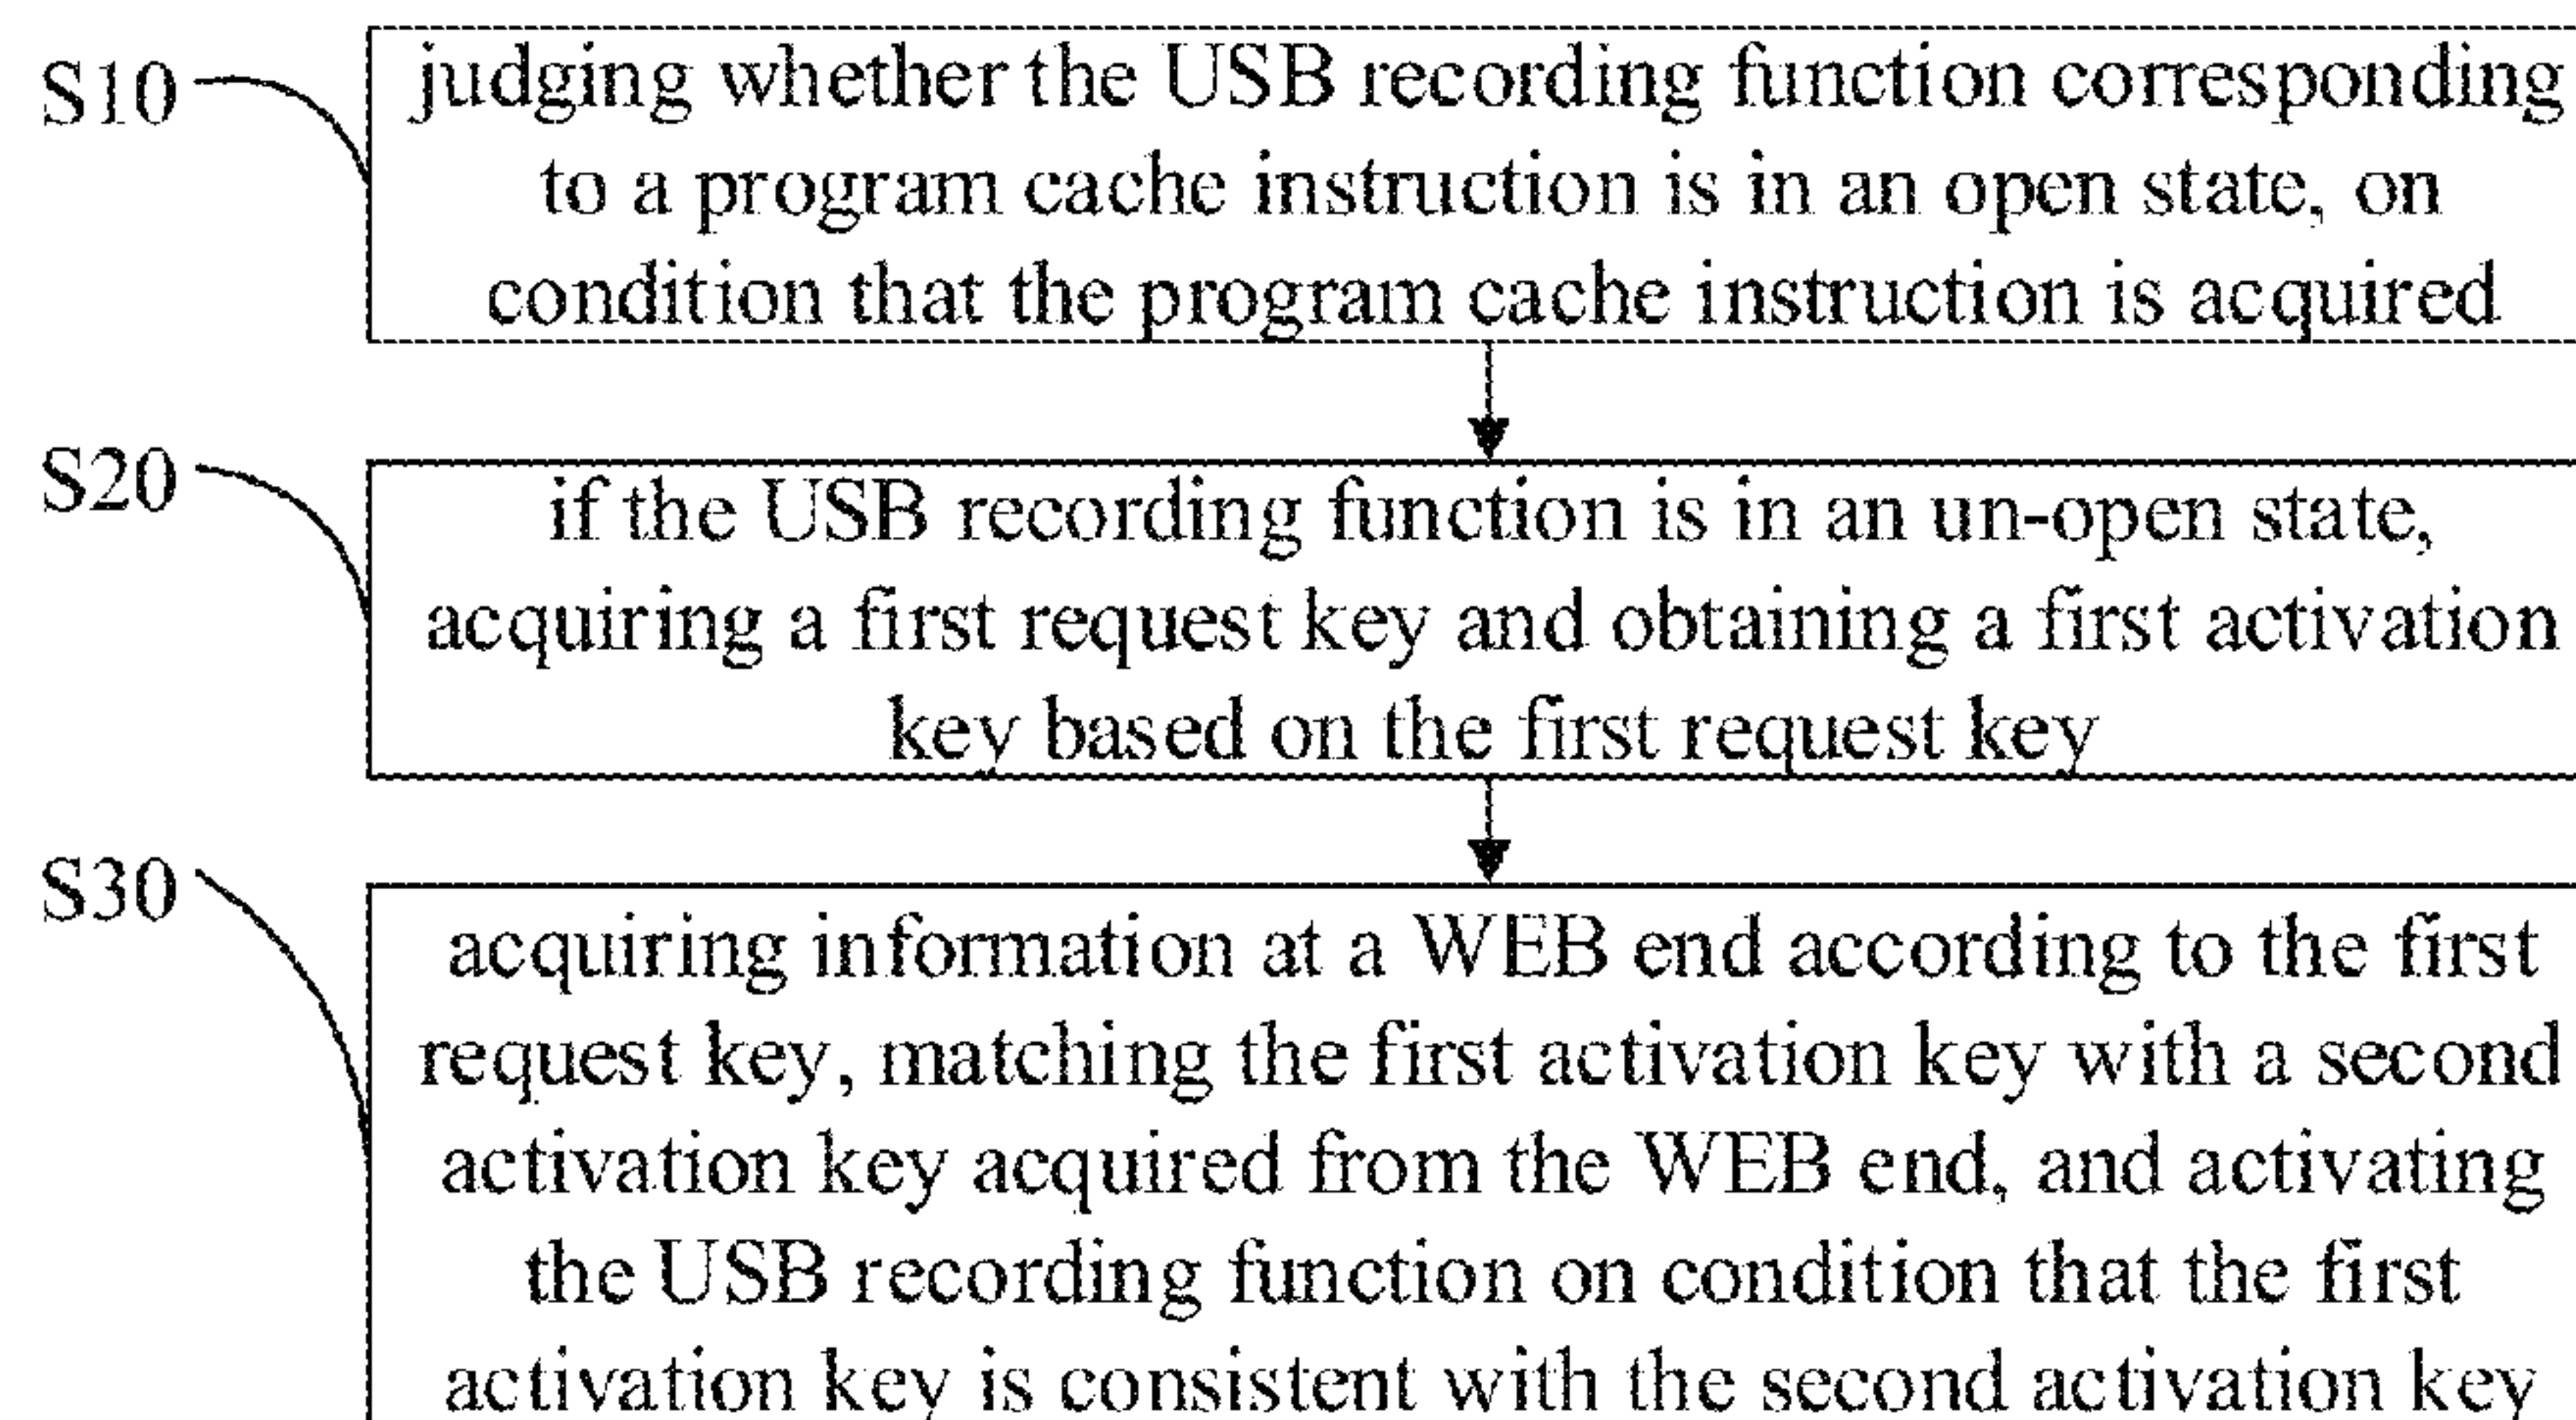 S10
judging whether the USB recording function corresponding
to a program cache instruction is in an open state, on
condition that the program cache instruction is acquired
S20
if the USB recording function is in an un-open state,
acquiring a first request key and obtaining a first activation
key based on the first request key
S30
acquiring information at a WEB end according to the first
request key, matching the first activation key with a second
activation key acquired from the WEB end, and activating
the USB recording function on condition that the first
activation key is consistent with the second activation key